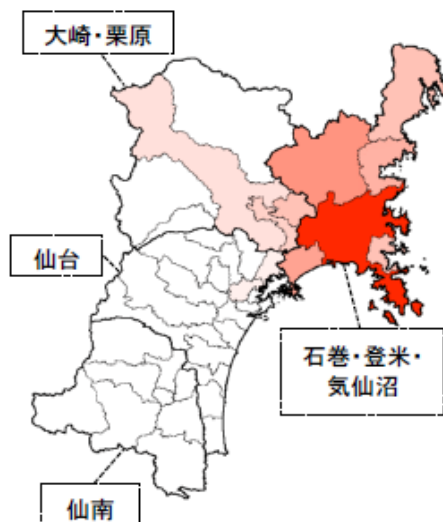 大崎・栗原
仙台
石巻・登米・
気仙沼
仙南